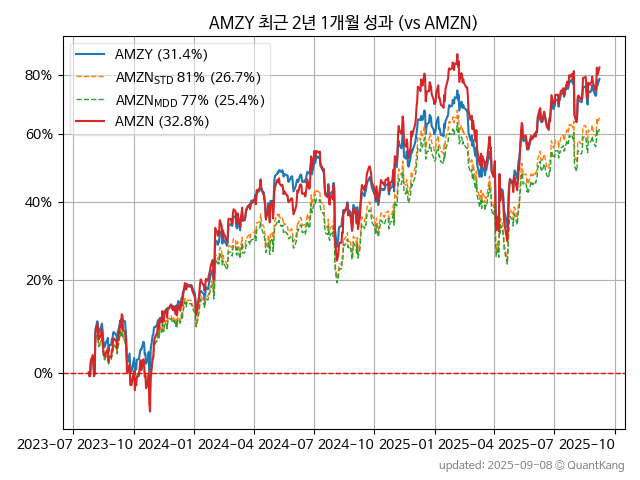 AMZY 최근 2년 1개월 성과 (vs AMZN)
AMZY (31.4%)
AMZN_STD 81% (26.7%)
AMZN_MDD 77% (25.4%)
AMZN (32.8%)
80%
60%
40%
20%
0%
2023-07 2023-10 2024-01 2024-04 2024-07 2024-10 2025-01 2025-04 2025-07 2025-10
updated: 2025-09-08 © QuantKang